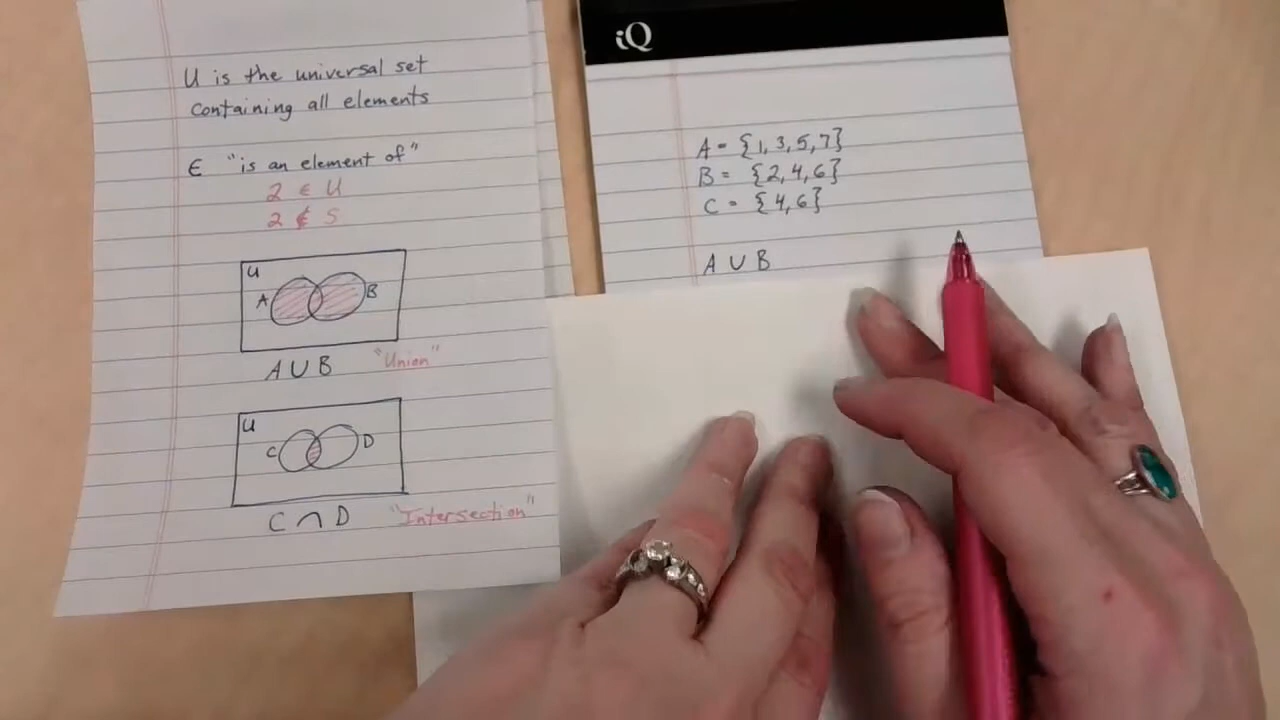 U is the universal set
containing all elements
∈ "is an element of"
2 ∈ U
2 ∉ S
U
A
B
A ∪ B "Union"
U
C
D
C ∩ D "Intersection"
iQ
A = {1, 3, 5, 7}
B = {2, 4, 6}
C = {4, 6}
A ∪ B